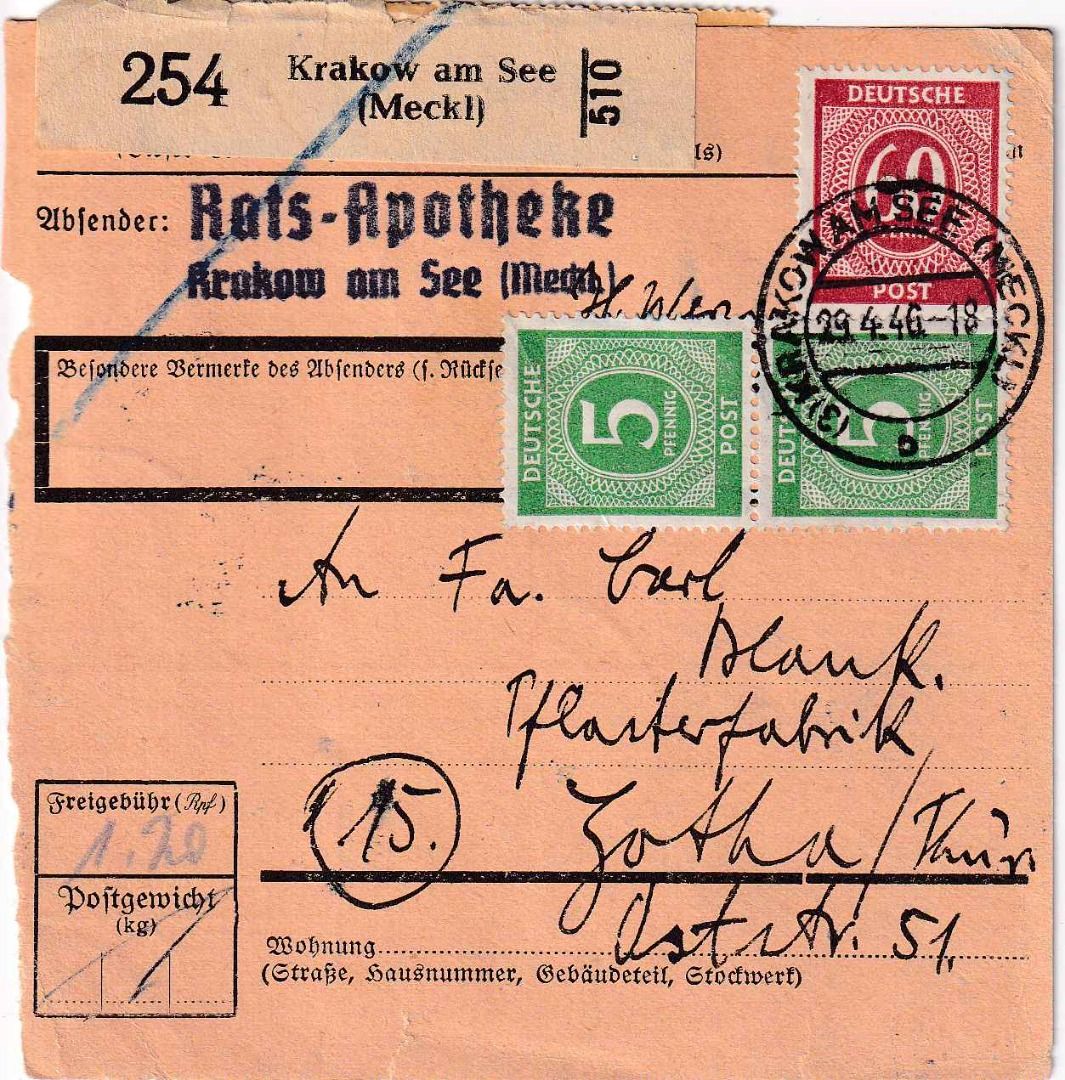 254 Krakow am See
(Meckl)
510
Absender: Rats-Apotheke
Krakow am See (Meckl)
DEUTSCHE
60
POST
(3) KRAKOW AM SEE (MECKL)
29.4.46-18
b
Besondere Vermerke des Absenders (s. Rückse
DEUTSCHE
5
PFENNIG
POST
DEUTSCHE
5
PFENNIG
POST
An Fa. Carl
Blank.
Pflasterfabrik
15.
Gotha / Thür
Oststr. 51.
Freigebühr (Rpf)
1.20
Postgewicht
(kg)
Wohnung
(Straße, Hausnummer, Gebäudeteil, Stockwerk)